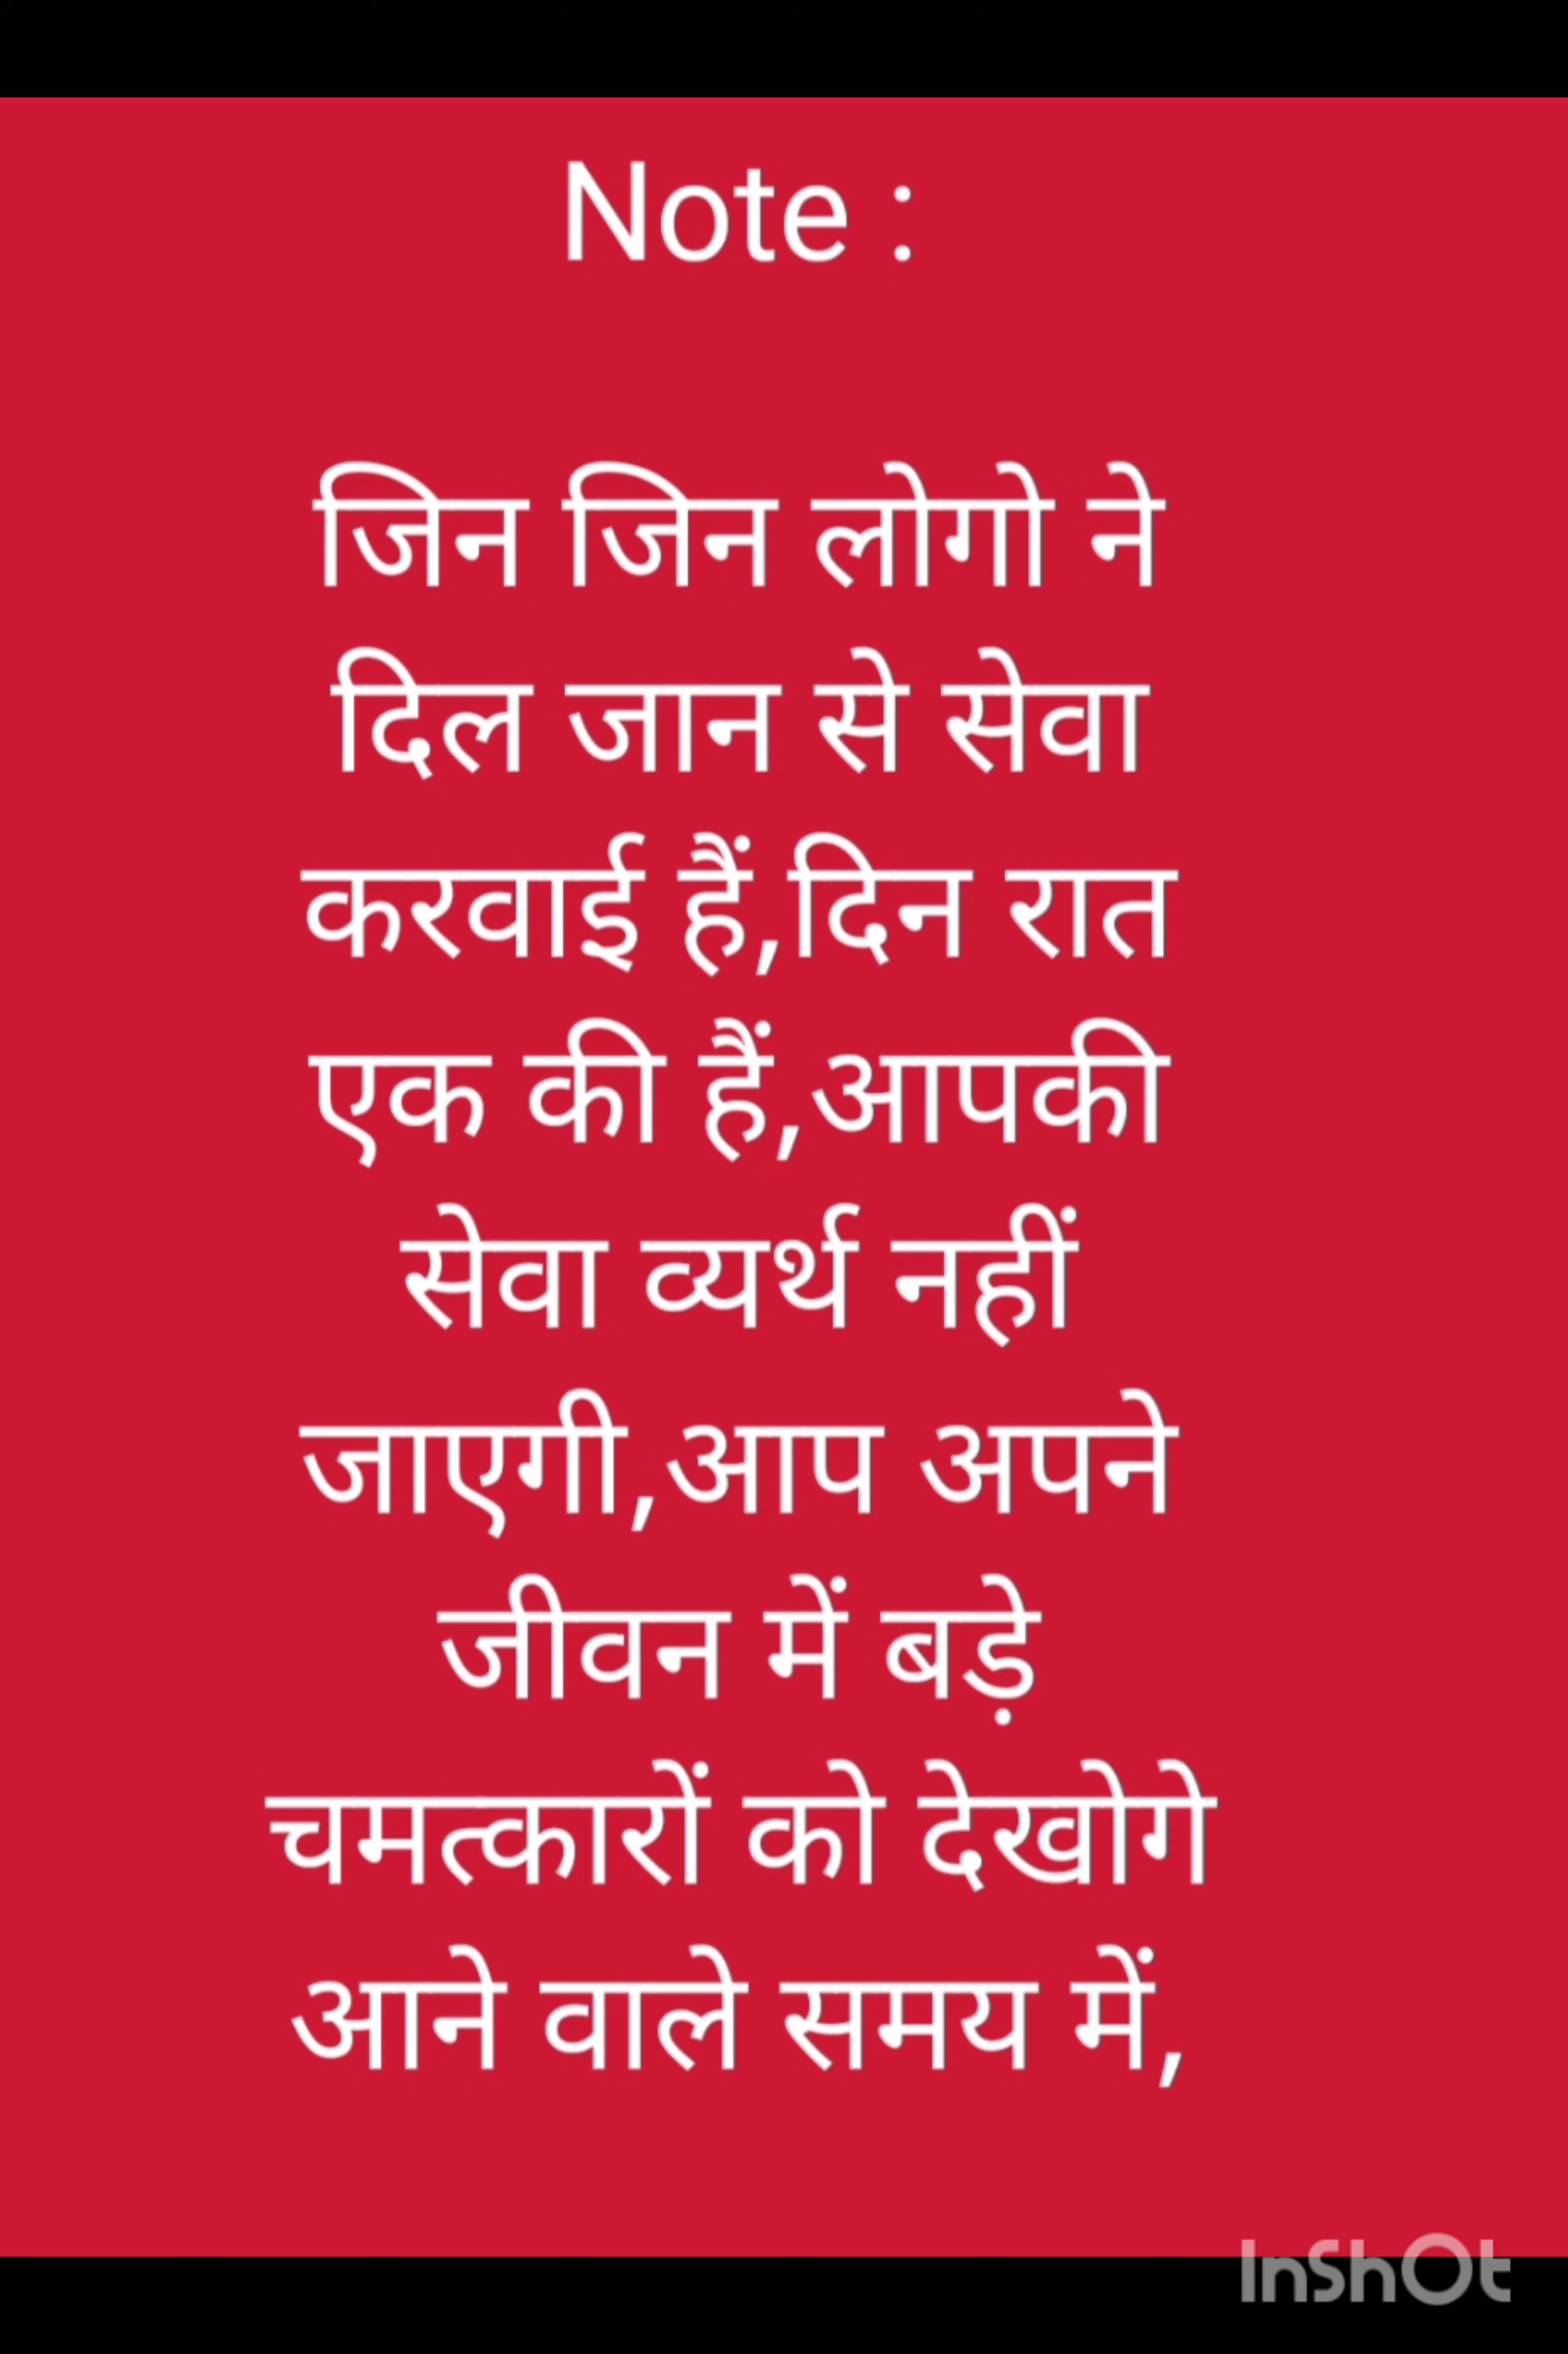 Note :
जिन जिन लोगो ने
दिल जान से सेवा
करवाई हैं,दिन रात
एक की हैं,आपकी
सेवा व्यर्थ नहीं
जाएगी,आप अपने
जीवन में बड़े
चमत्कारों को देखोगे
आने वाले समय में,
InShOt